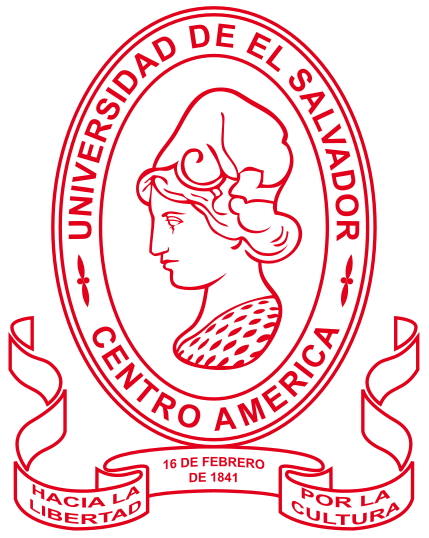 UNIVERSIDAD DE EL SALVADOR
CENTRO AMERICA
16 DE FEBRERO
DE 1841
HACIA LA
LIBERTAD
POR LA
CULTURA